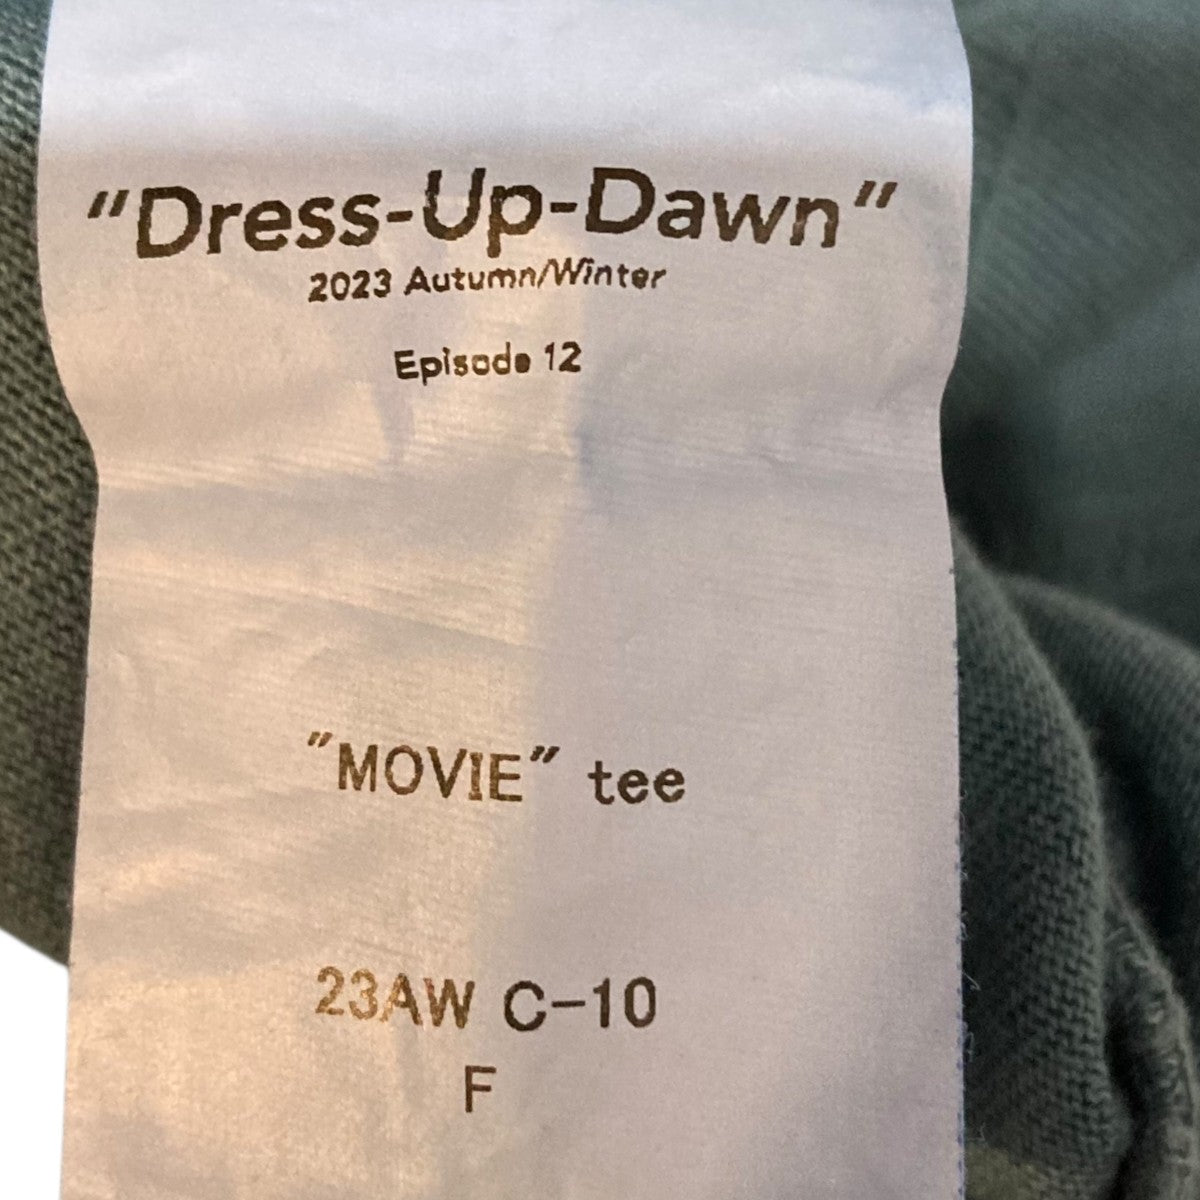 "Dress-Up-Dawn"
2023 Autumn/Winter
Episode 12
"MOVIE" tee
23AW C-10
F